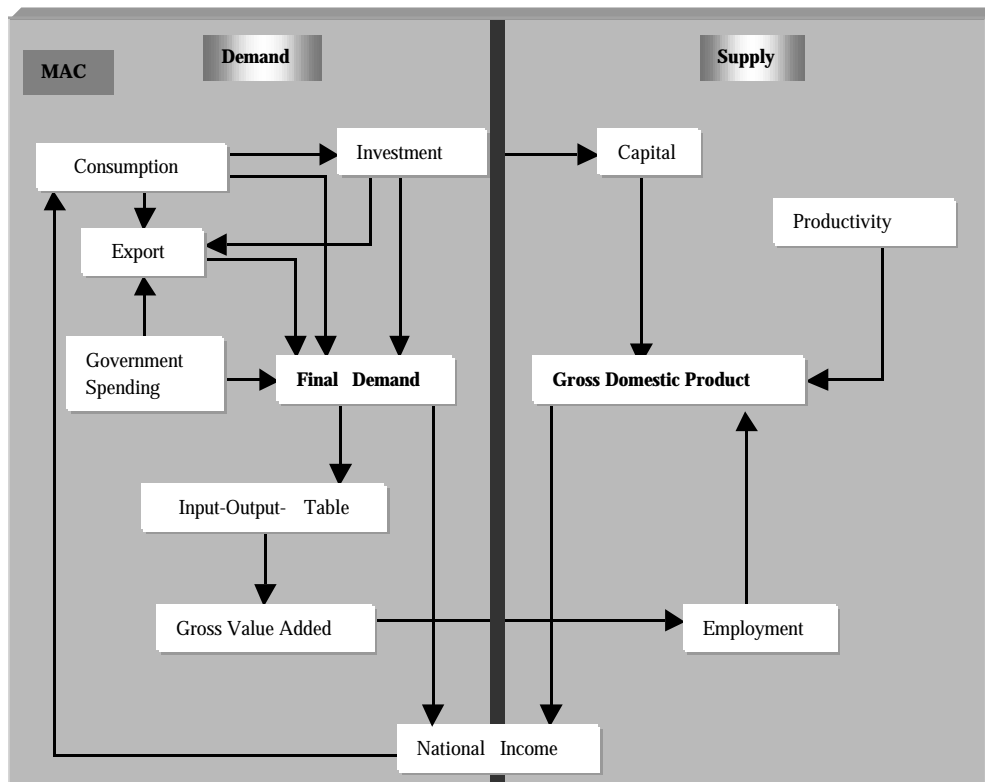 MAC
Demand
Supply
Consumption
Investment
Capital
Productivity
Export
Government
Spending
Final Demand
Gross Domestic Product
Input-Output- Table
Gross Value Added
Employment
National Income